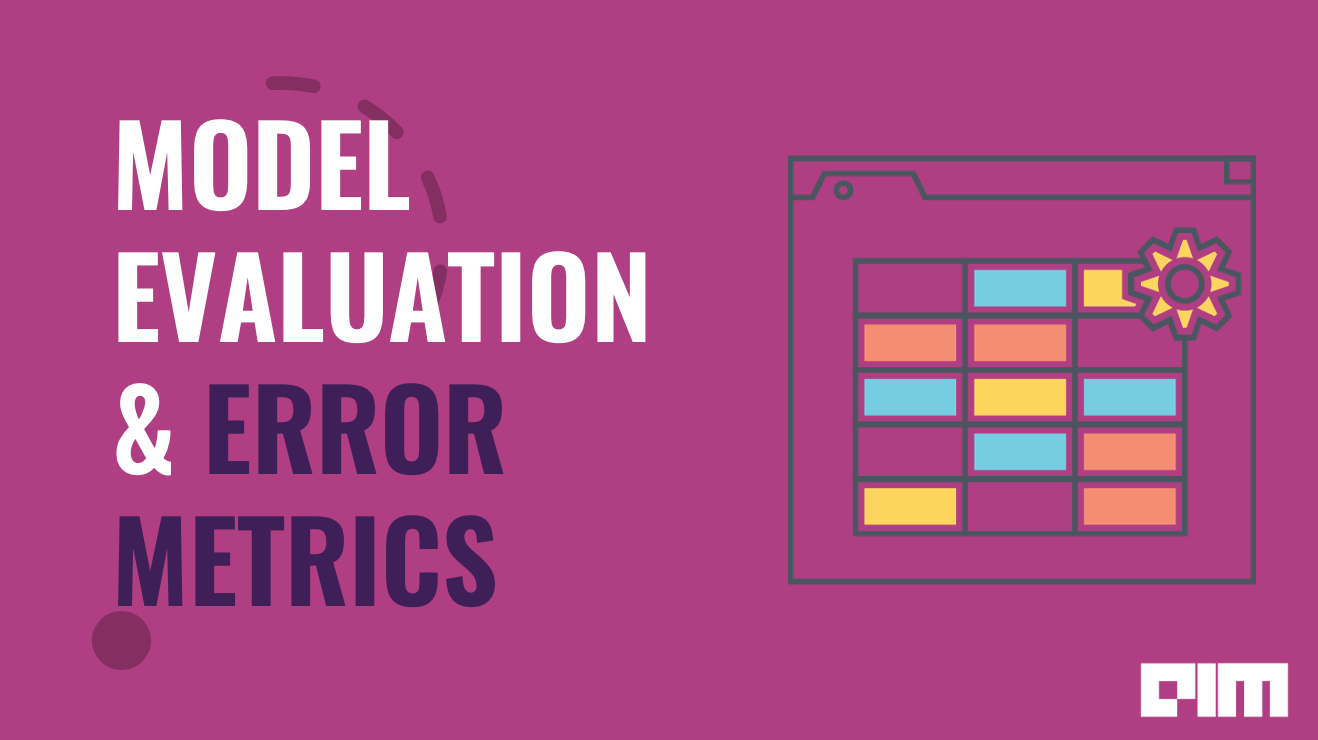 MODEL
EVALUATION
& ERROR
METRICS
AIM